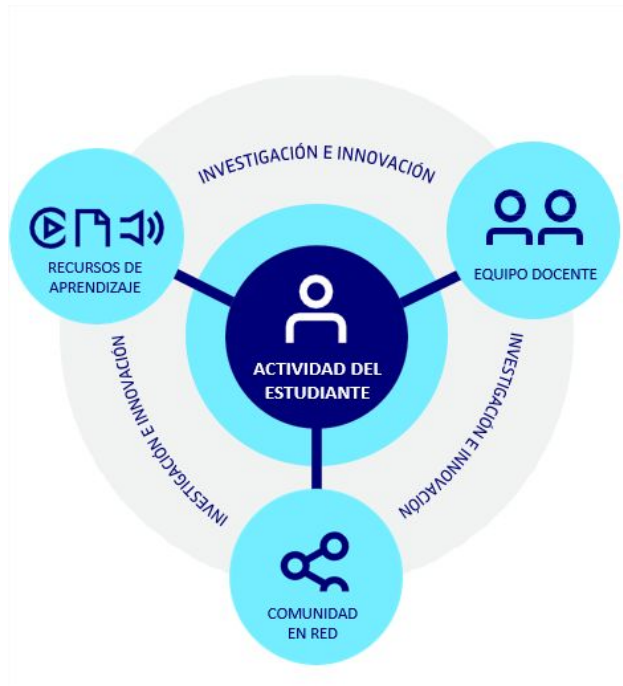 INVESTIGACIÓN E INNOVACIÓN
RECURSOS DE
APRENDIZAJE
EQUIPO DOCENTE
ACTIVIDAD DEL
ESTUDIANTE
INVESTIGACIÓN E INNOVACIÓN
INVESTIGACIÓN E INNOVACIÓN
COMUNIDAD
EN RED